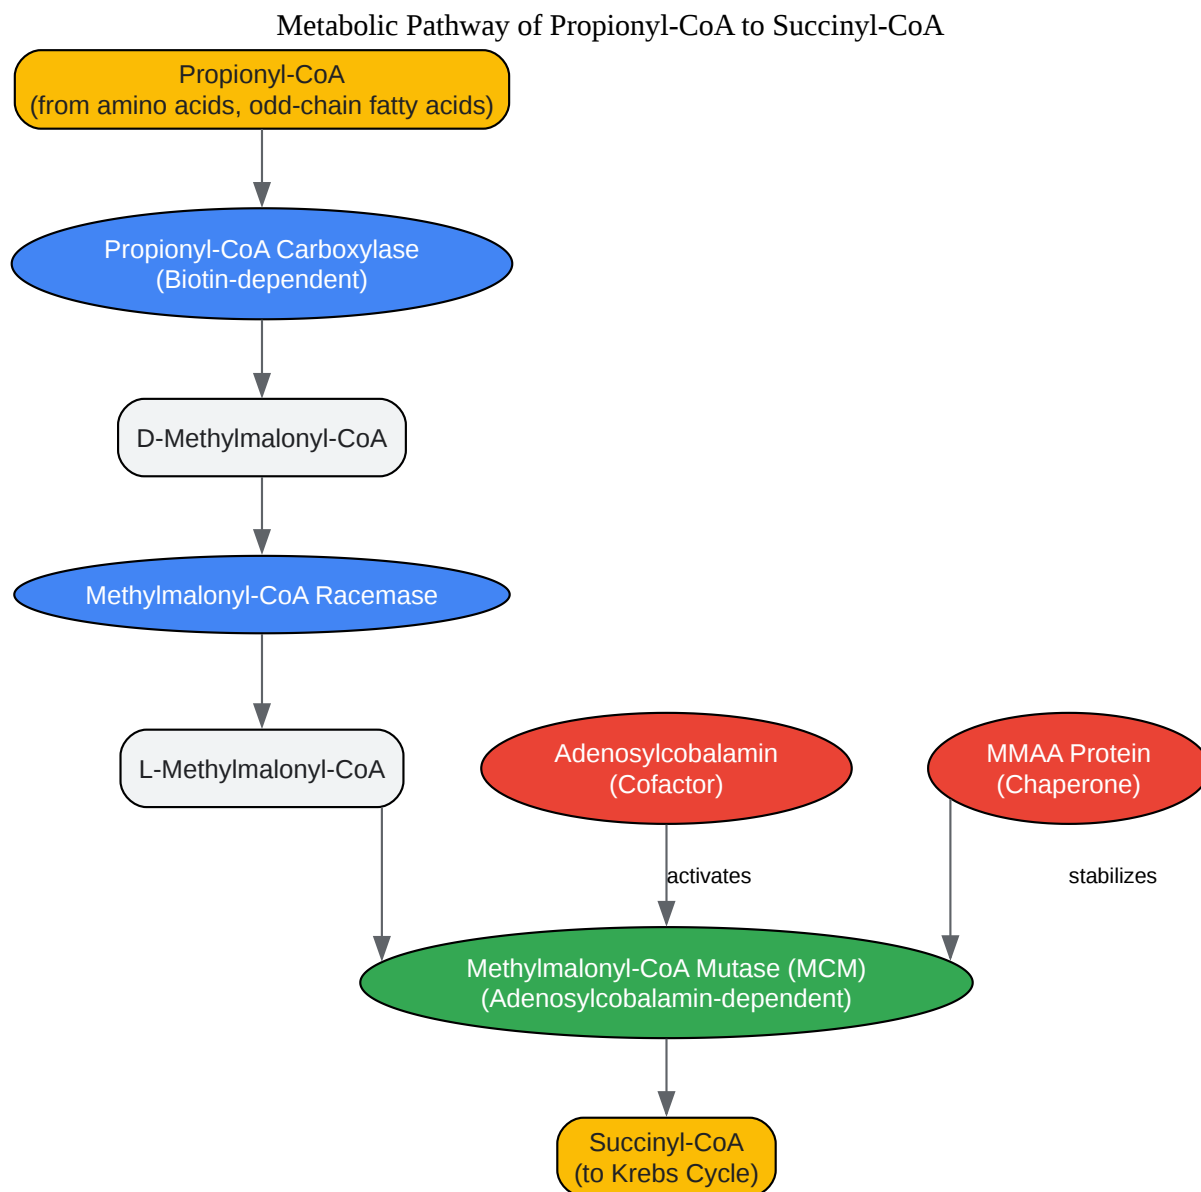 Metabolic Pathway of Propionyl-CoA to Succinyl-CoA
Propionyl-CoA
(from amino acids, odd-chain fatty acids)
Propionyl-CoA Carboxylase
(Biotin-dependent)
D-Methylmalonyl-CoA
Methylmalonyl-CoA Racemase
L-Methylmalonyl-CoA
Adenosylcobalamin
(Cofactor)
MMAA Protein
(Chaperone)
activates
stabilizes
Methylmalonyl-CoA Mutase (MCM)
(Adenosylcobalamin-dependent)
Succinyl-CoA
(to Krebs Cycle)